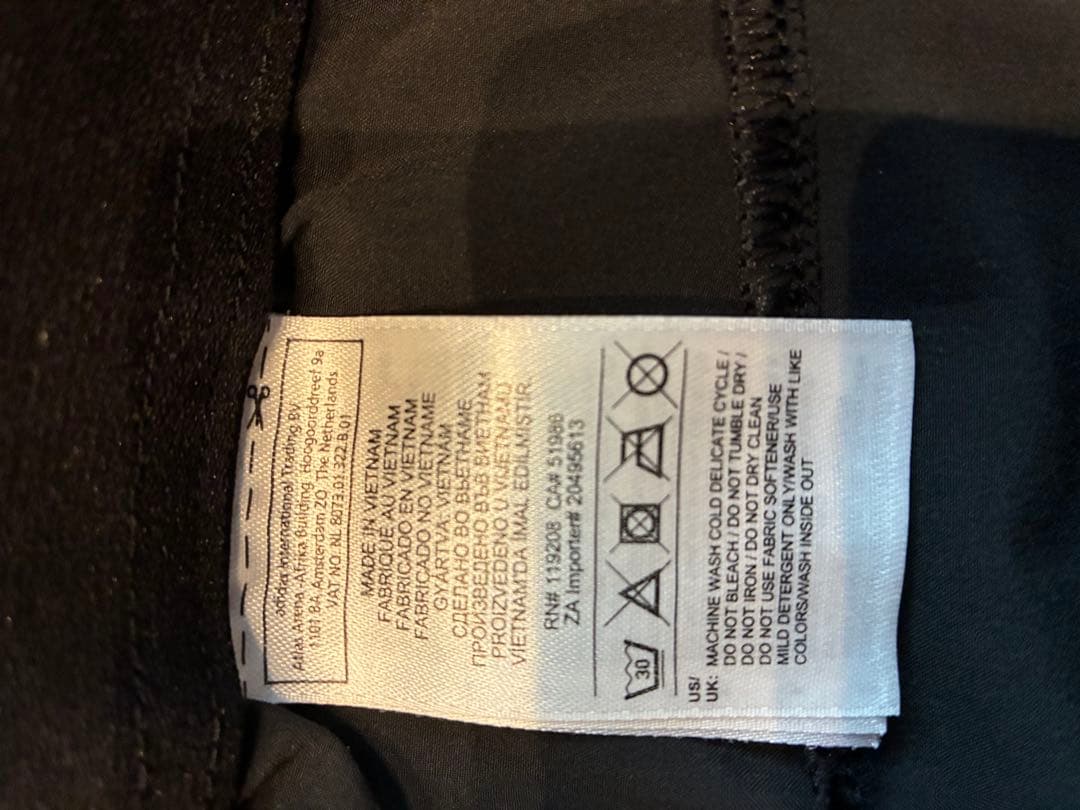 adidas International Trading BV
Atlas Arena Afrika Building, Hoogoorddreef 9a
1101 BA, Amsterdam ZO The Netherlands
VAT NO. NL 8073.01.322.B.01
MADE IN VIETNAM
FABRIQUÉ AU VIETNAM
FABRICADO EN VIETNAM
FABRICADO NO VIETNAME
GYÁRTVA: VIETNAM
СДЕЛАНО ВО ВЬЕТНАМЕ
ПРОИЗВЕДЕНО ВЪВ ВИЕТНАМ
PROIZVEDENO U VIJETNAMU
VİETNAM'DA İMAL EDİLMİŞTİR.
RN# 119208 CA# 51986
ZA Importer# 20495613
30
US/
UK: MACHINE WASH COLD DELICATE CYCLE /
DO NOT BLEACH / DO NOT TUMBLE DRY /
DO NOT IRON / DO NOT DRY CLEAN
DO NOT USE FABRIC SOFTENER/USE
MILD DETERGENT ONLY/WASH WITH LIKE
COLORS/WASH INSIDE OUT